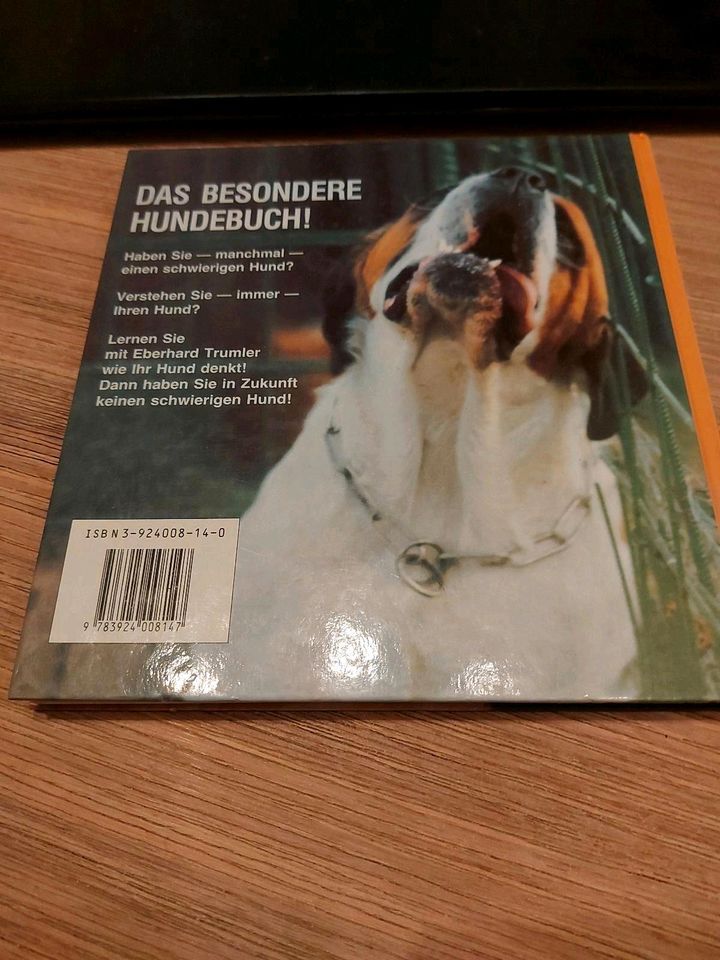 DAS BESONDERE
HUNDEBUCH!
Haben Sie — manchmal —
einen schwierigen Hund?
Verstehen Sie — immer —
Ihren Hund?
Lernen Sie
mit Eberhard Trumler
wie Ihr Hund denkt!
Dann haben Sie in Zukunft
keinen schwierigen Hund!
ISBN 3-924008-14-0
9 783924 008147